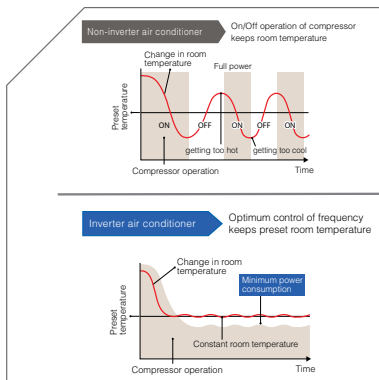 Non-inverter air conditioner
On/Off operation of compressor
keeps room temperature
Change in room
temperature
Full power
Preset
temperature
ON
OFF
ON
OFF
ON
getting too hot
getting too cool
Compressor operation
Time
Inverter air conditioner
Optimum control of frequency
keeps preset room temperature
Change in room
temperature
Minimum power
consumption
Preset
temperature
Constant room temperature
Compressor operation
Time